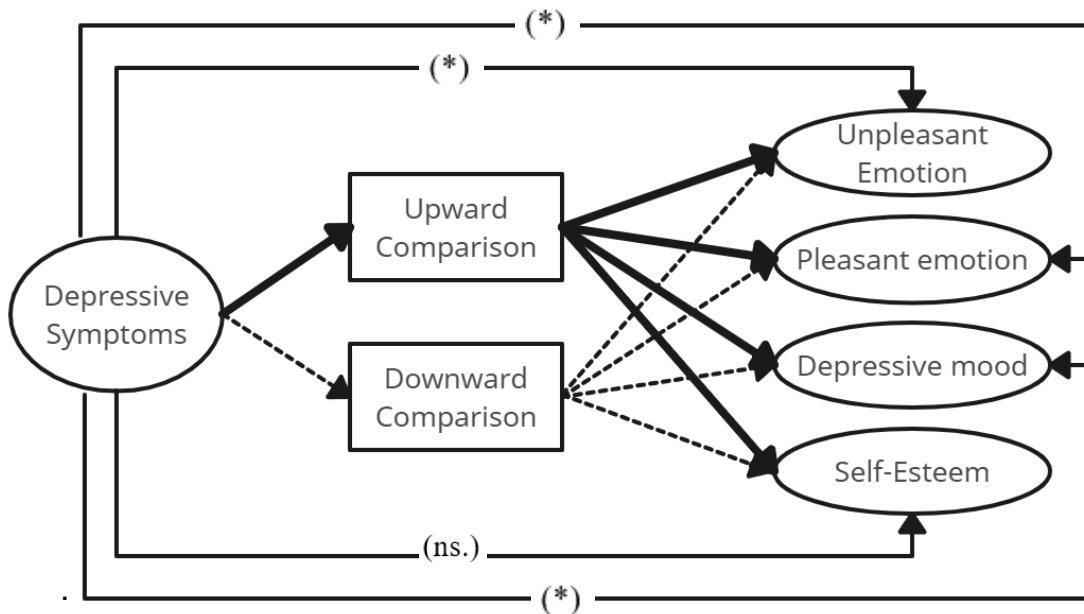 (*)
(*)
Unpleasant
Emotion
Upward
Comparison
Pleasant emotion
Depressive
Symptoms
Downward
Comparison
Depressive mood
Self-Esteem
(ns.)
(*)